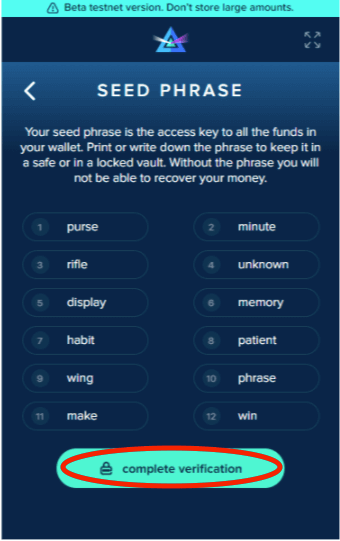 Beta testnet version. Don't store large amounts.
SEED PHRASE
Your seed phrase is the access key to all the funds in
your wallet. Print or write down the phrase to keep it in
a safe or in a locked vault. Without the phrase you will
not be able to recover your money.
1 purse 2 minute
3 rifle 4 unknown
5 display 6 memory
7 habit 8 patient
9 wing 10 phrase
11 make 12 win
complete verification